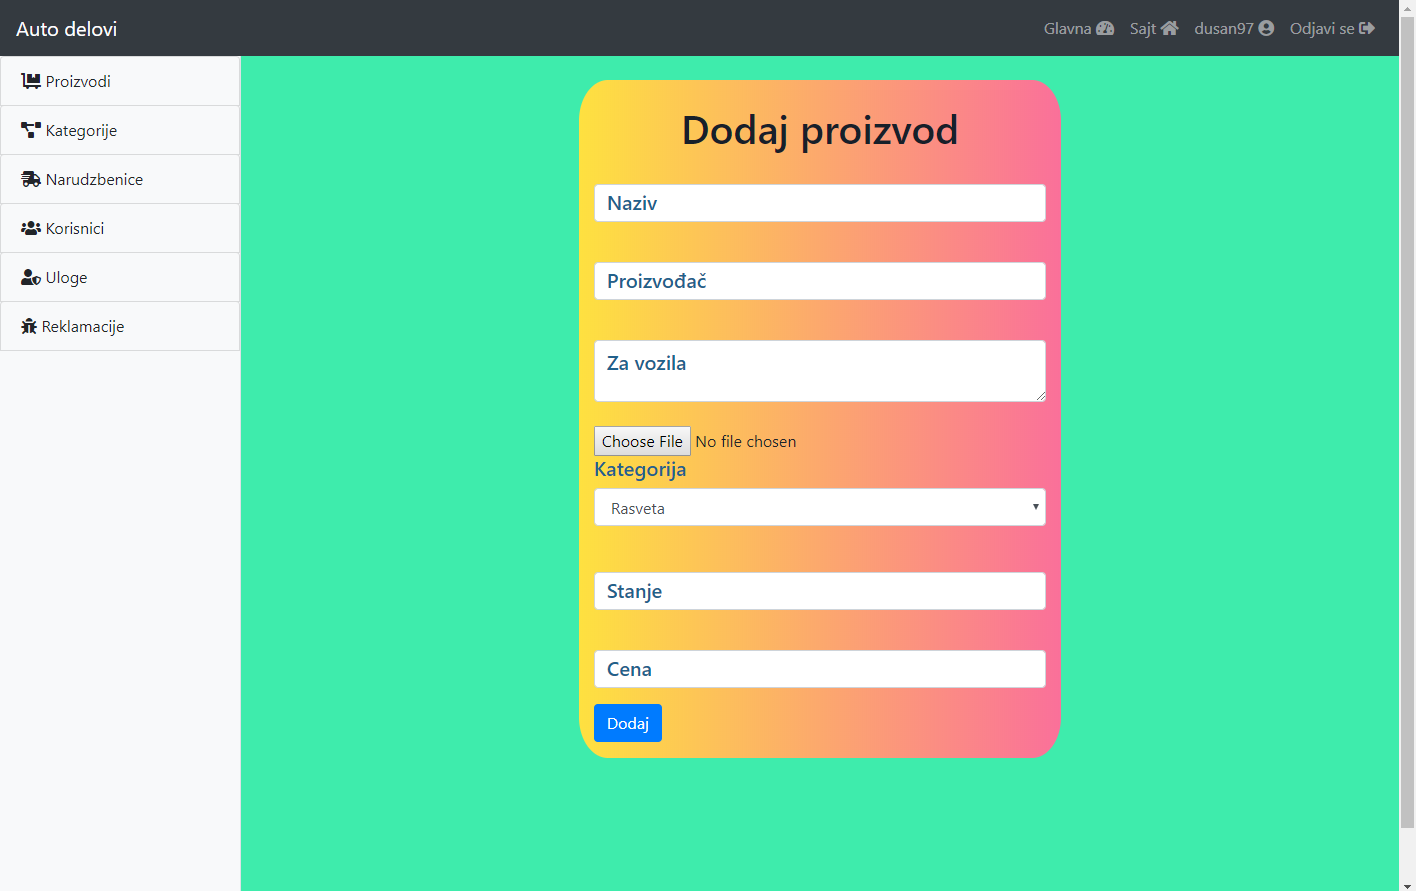 Auto delovi
Glavna Sajt dusan97 Odjavi se
Proizvodi
Kategorije
Narudzbenice
Korisnici
Uloge
Reklamacije
Dodaj proizvod
Naziv
Proizvođač
Za vozila
Choose File No file chosen
Kategorija
Rasveta
Stanje
Cena
Dodaj